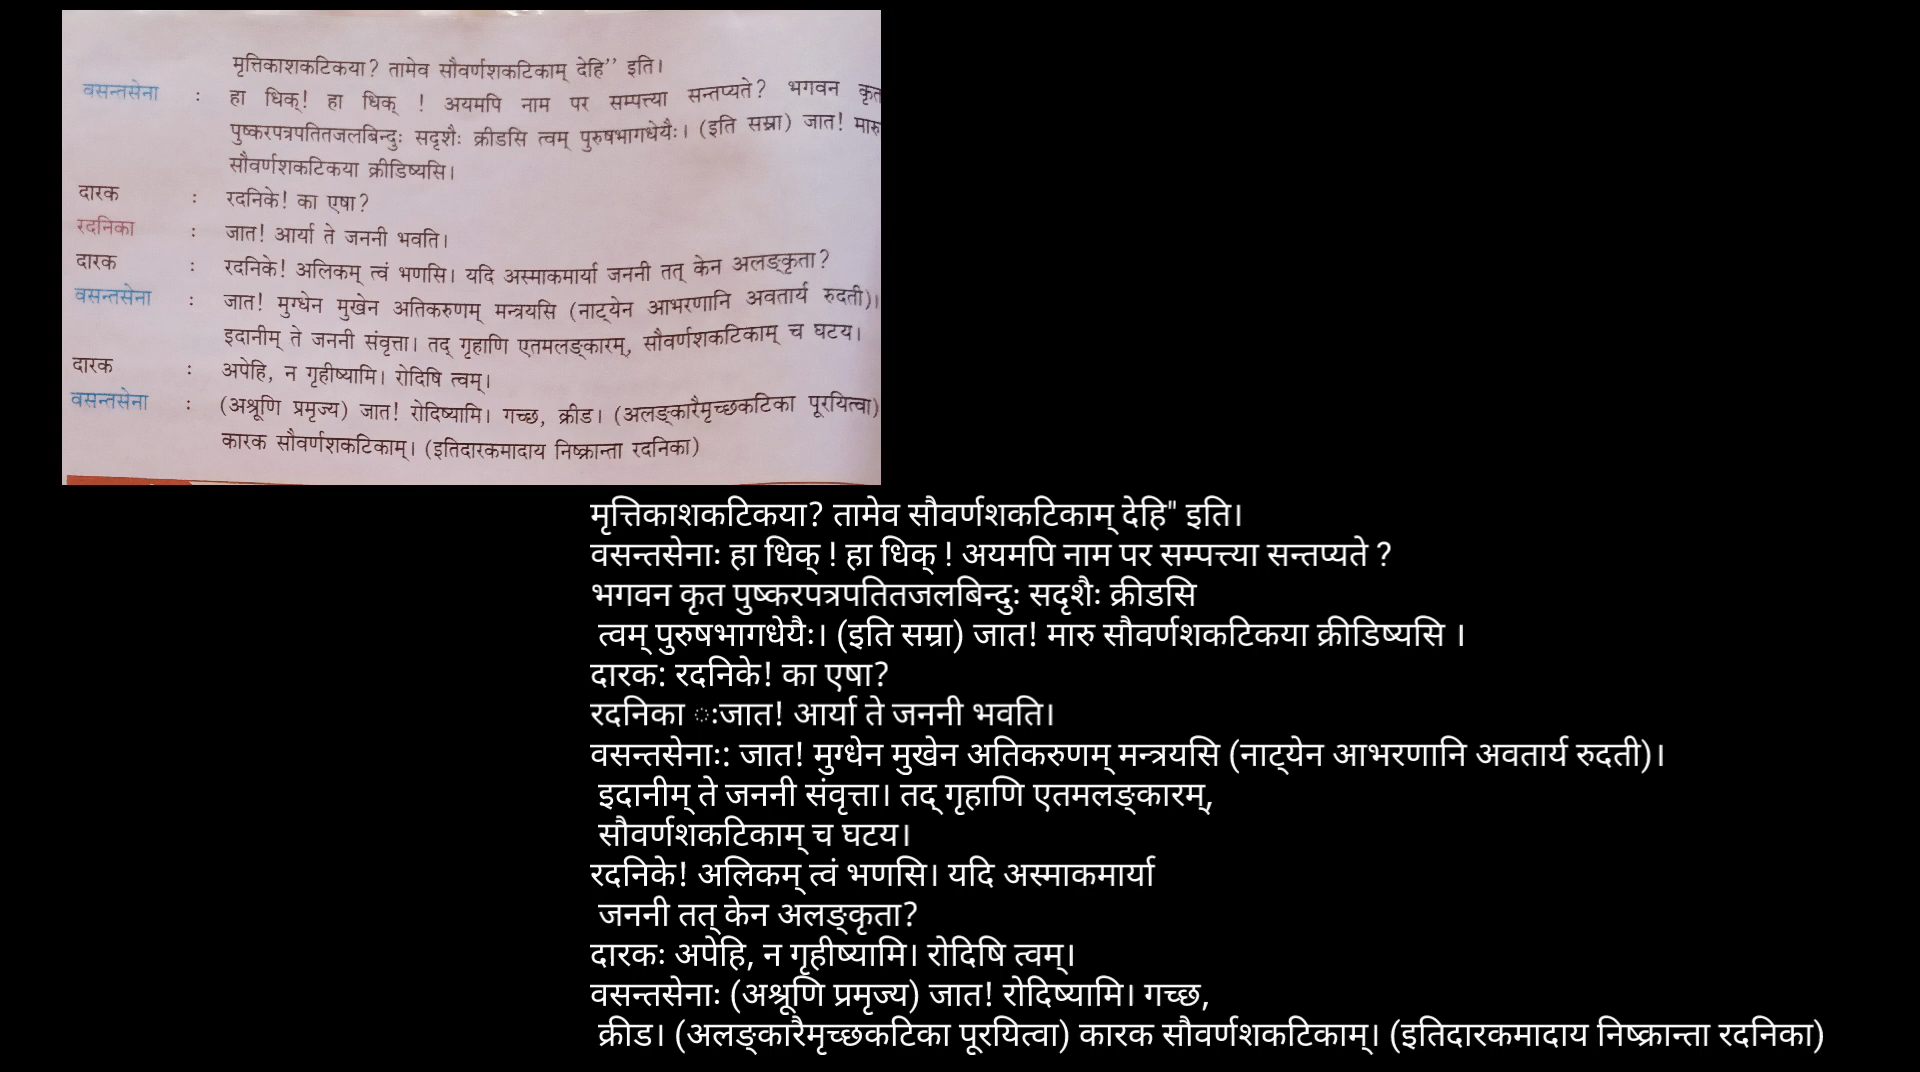 मृत्तिकाशकटिकया? तामेव सौवर्णशकटिकाम् देहि’’ इति।
वसन्तसेना : हा धिक्! हा धिक् ! अयमपि नाम पर सम्पत्त्या सन्तप्यते? भगवन कृत
पुष्करपत्रपतितजलबिन्दुः सदृशैः क्रीडसि त्वम् पुरुषभागधेयैः। (इति सम्रा) जात! मारु
सौवर्णशकटिकया क्रीडिष्यसि।
दारक : रदनिके! का एषा?
रदनिका : जात! आर्या ते जननी भवति।
दारक : रदनिके! अलिकम् त्वं भणसि। यदि अस्माकमार्या जननी तत् केन अलङ्कृता?
वसन्तसेना : जात! मुग्धेन मुखेन अतिकरुणम् मन्त्रयसि (नाट्येन आभरणानि अवतार्य रुदती)।
इदानीम् ते जननी संवृत्ता। तद् गृहाणि एतमलङ्कारम्, सौवर्णशकटिकाम् च घटय।
दारक : अपेहि, न गृहीष्यामि। रोदिषि त्वम्।
वसन्तसेना : (अश्रूणि प्रमृज्य) जात! रोदिष्यामि। गच्छ, क्रीड। (अलङ्कारैमृच्छकटिका पूरयित्वा)
कारक सौवर्णशकटिकाम्। (इतिदारकमादाय निष्क्रान्ता रदनिका)
मृत्तिकाशकटिकया? तामेव सौवर्णशकटिकाम् देहि" इति।
वसन्तसेनाः हा धिक् ! हा धिक् ! अयमपि नाम पर सम्पत्त्या सन्तप्यते ?
भगवन कृत पुष्करपत्रपतितजलबिन्दुः सदृशैः क्रीडसि
त्वम् पुरुषभागधेयैः। (इति सम्रा) जात! मारु सौवर्णशकटिकया क्रीडिष्यसि ।
दारक: रदनिके! का एषा?
रदनिका ःजात! आर्या ते जननी भवति।
वसन्तसेनाः: जात! मुग्धेन मुखेन अतिकरुणम् मन्त्रयसि (नाट्येन आभरणानि अवतार्य रुदती)।
इदानीम् ते जननी संवृत्ता। तद् गृहाणि एतमलङ्कारम्,
सौवर्णशकटिकाम् च घटय।
रदनिके! अलिकम् त्वं भणसि। यदि अस्माकमार्या
जननी तत् केन अलङ्कृता?
दारकः अपेहि, न गृहीष्यामि। रोदिषि त्वम्।
वसन्तसेनाः (अश्रूणि प्रमृज्य) जात! रोदिष्यामि। गच्छ,
क्रीड। (अलङ्कारैमृच्छकटिका पूरयित्वा) कारक सौवर्णशकटिकाम्। (इतिदारकमादाय निष्क्रान्ता रदनिका)